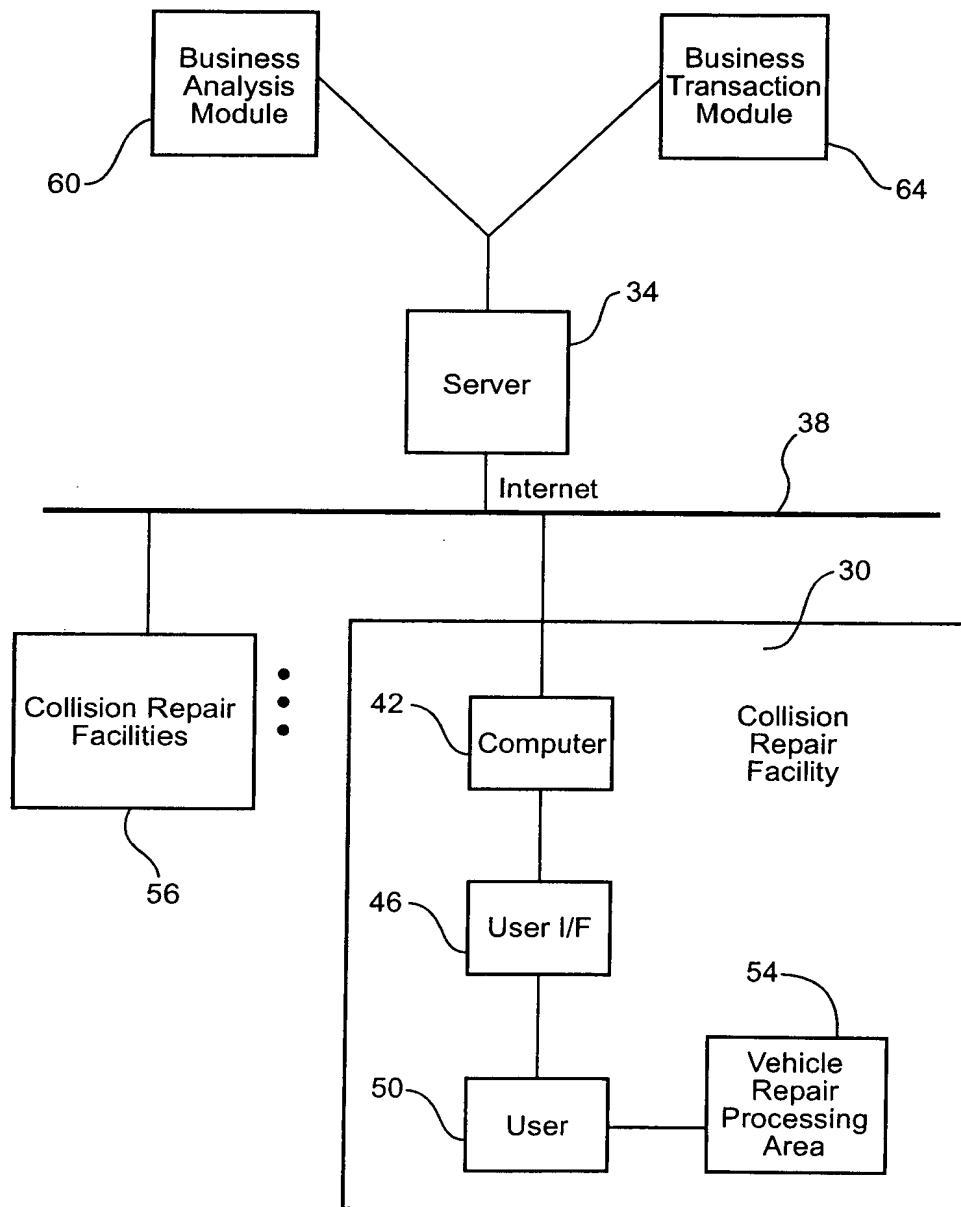 Business
Analysis
Module
60
Business
Transaction
Module
64
34
Server
38
Internet
30
Collision Repair
Facilities
56
42
Computer
Collision
Repair
Facility
46
User I/F
54
50
User
Vehicle
Repair
Processing
Area